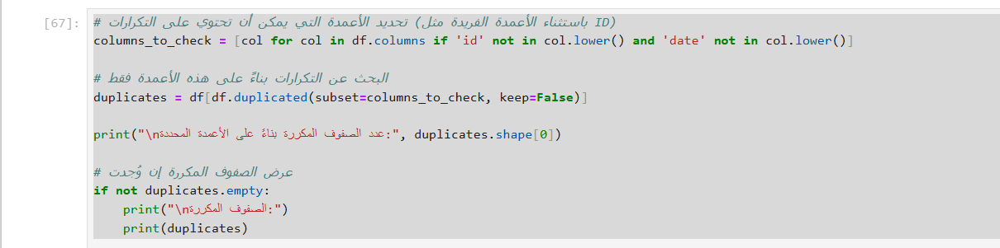 [67]:
# تحديد الأعمدة التي يمكن أن تحتوي على التكرارات (باستثناء الأعمدة الفريدة مثل ID)
columns_to_check = [col for col in df.columns if 'id' not in col.lower() and 'date' not in col.lower()]
# البحث عن التكرارات بناءً على هذه الأعمدة فقط
duplicates = df[df.duplicated(subset=columns_to_check, keep=False)]
print("\nعدد الصفوف المكررة بناءً على الأعمدة المحددة:", duplicates.shape[0])
# عرض الصفوف المكررة إن وُجدت
if not duplicates.empty:
    print("\nالصفوف المكررة:")
    print(duplicates)